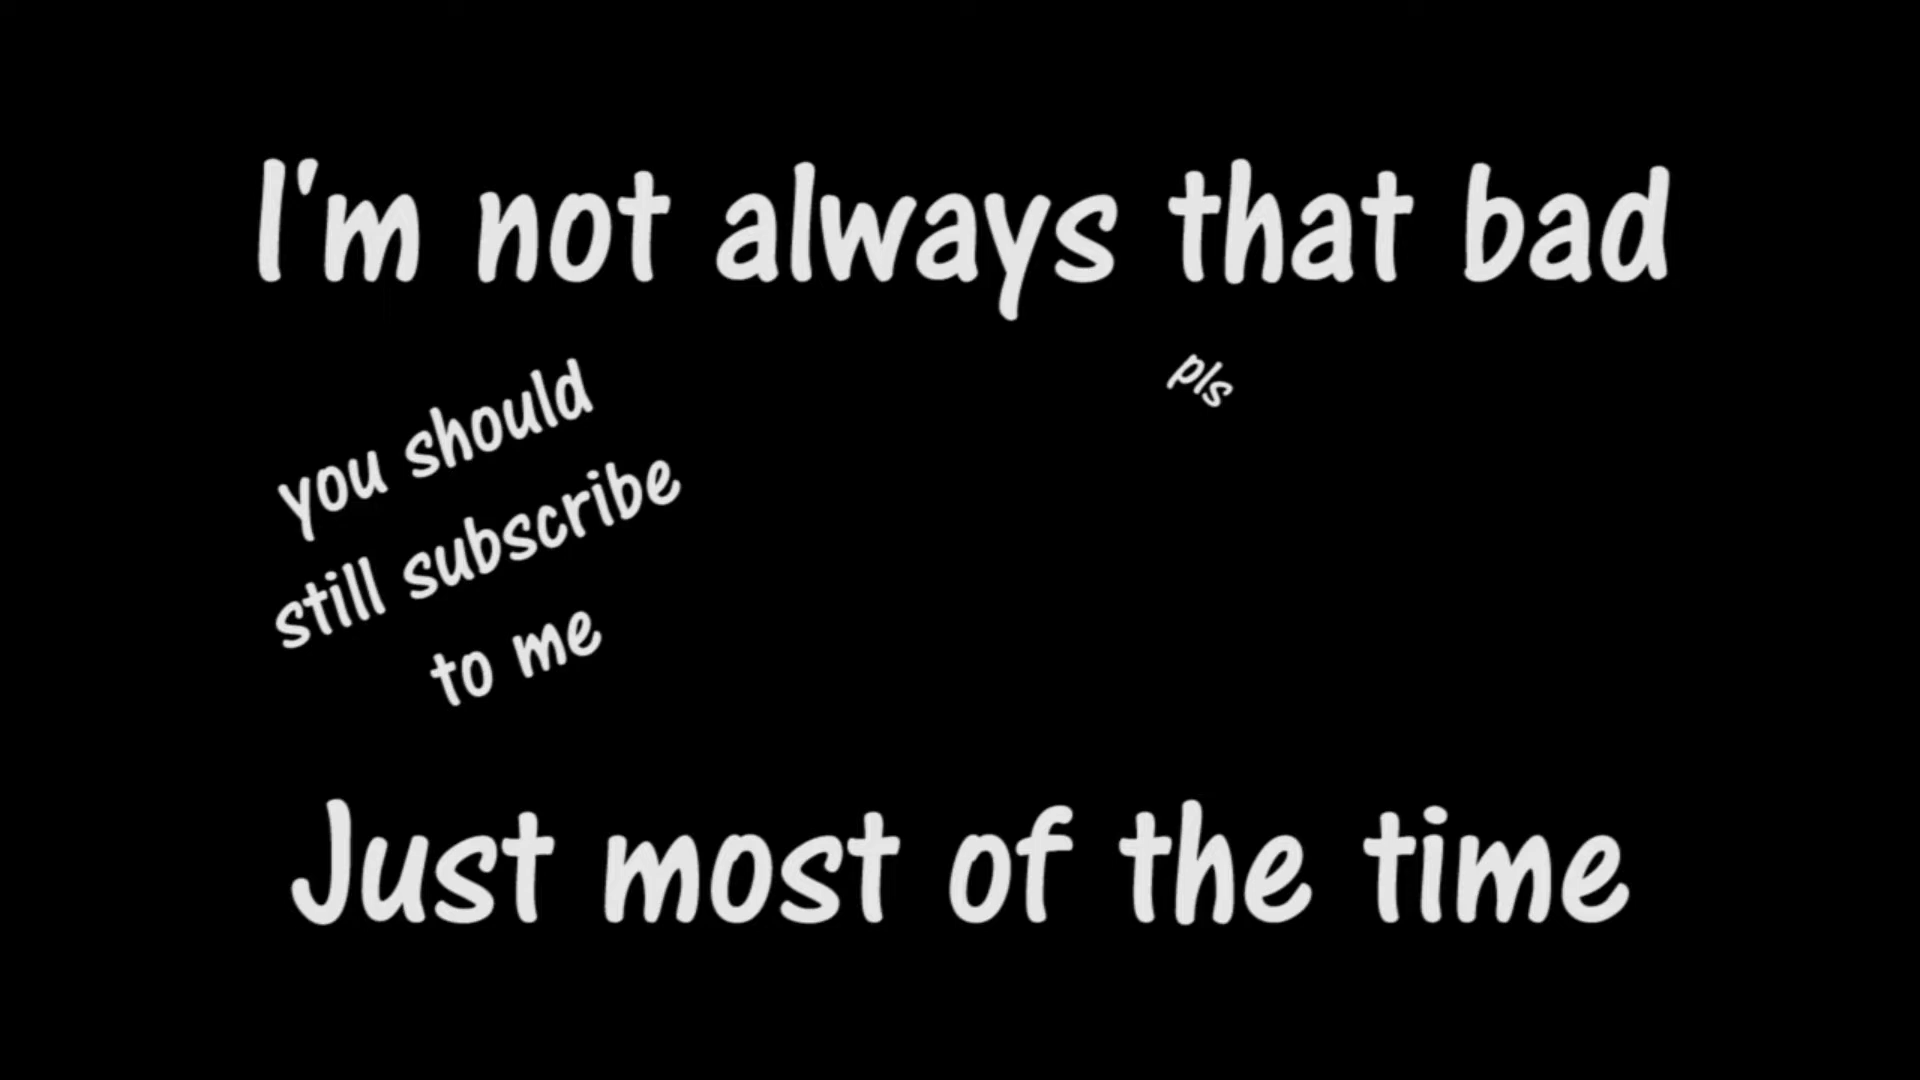 I'm not always that bad
pls
you should
still subscribe
to me
Just most of the time